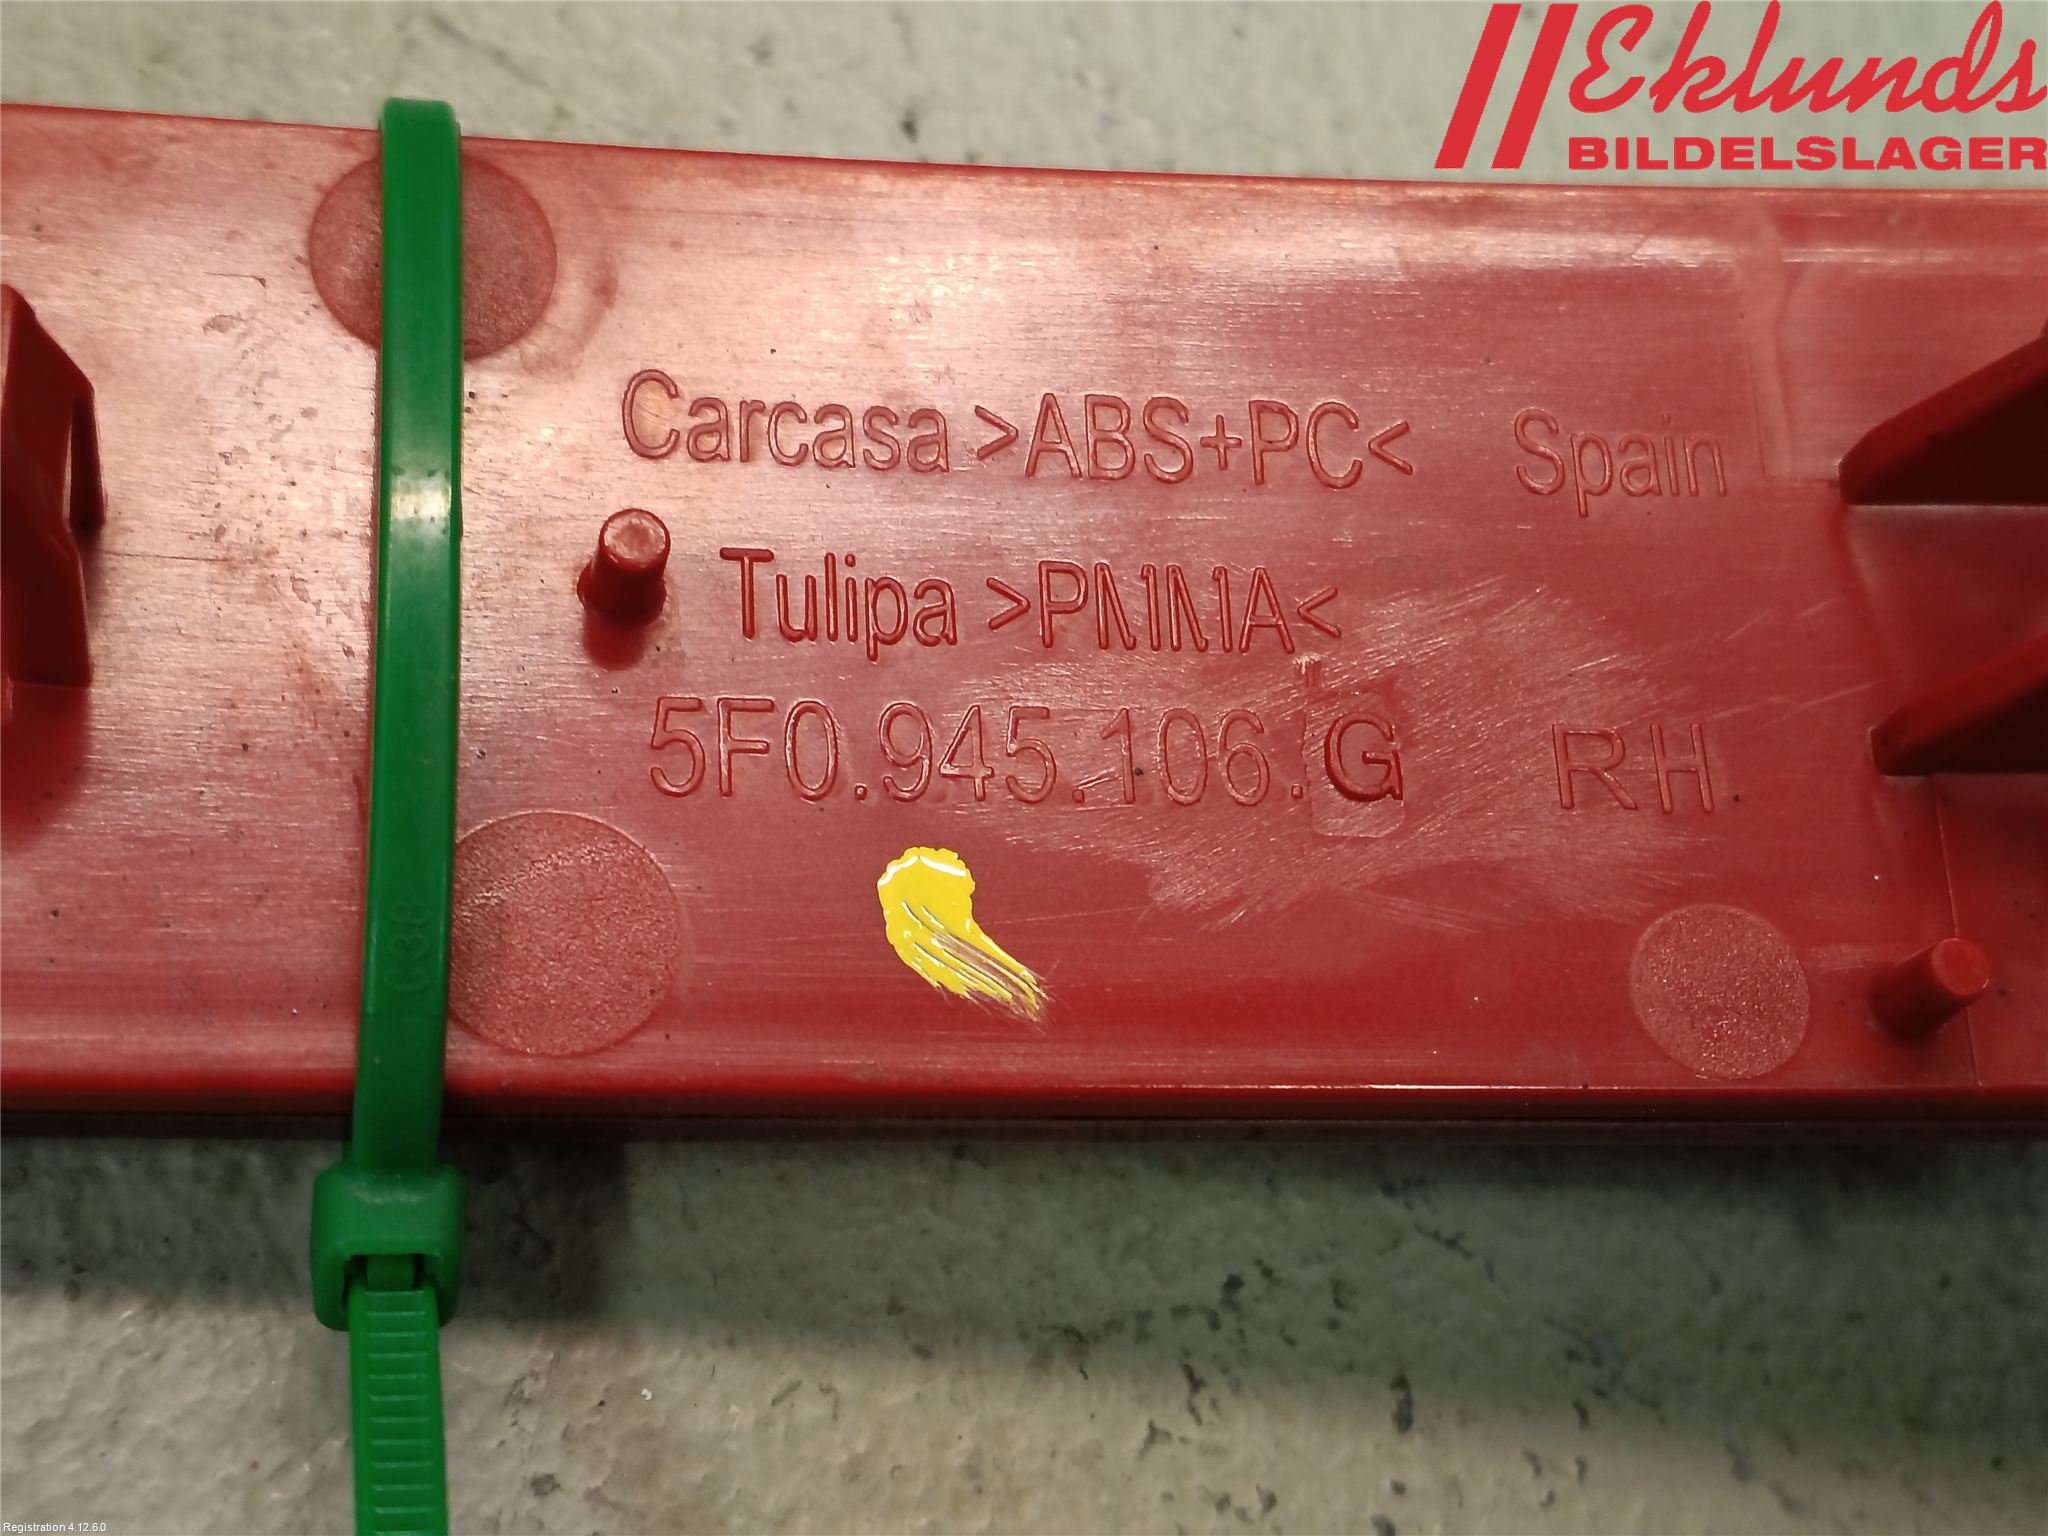 Eklunds
BILDELSLAGER
Carcasa >ABS+PC< Spain
Tulipa >PMMA<
5F0.945.106.G RH
C38
Registration 4.12.6.0